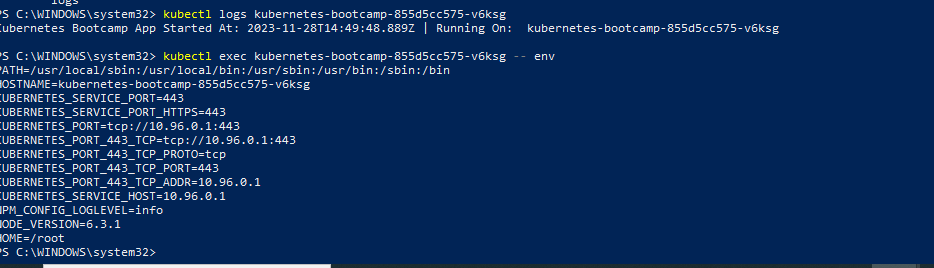 logs
PS C:\WINDOWS\system32> kubectl logs kubernetes-bootcamp-855d5cc575-v6ksg
Kubernetes Bootcamp App Started At: 2023-11-28T14:49:48.889Z | Running On:  kubernetes-bootcamp-855d5cc575-v6ksg
PS C:\WINDOWS\system32> kubectl exec kubernetes-bootcamp-855d5cc575-v6ksg -- env
PATH=/usr/local/sbin:/usr/local/bin:/usr/sbin:/usr/bin:/sbin:/bin
HOSTNAME=kubernetes-bootcamp-855d5cc575-v6ksg
KUBERNETES_SERVICE_PORT=443
KUBERNETES_SERVICE_PORT_HTTPS=443
KUBERNETES_PORT=tcp://10.96.0.1:443
KUBERNETES_PORT_443_TCP=tcp://10.96.0.1:443
KUBERNETES_PORT_443_TCP_PROTO=tcp
KUBERNETES_PORT_443_TCP_PORT=443
KUBERNETES_PORT_443_TCP_ADDR=10.96.0.1
KUBERNETES_SERVICE_HOST=10.96.0.1
NPM_CONFIG_LOGLEVEL=info
NODE_VERSION=6.3.1
HOME=/root
PS C:\WINDOWS\system32>